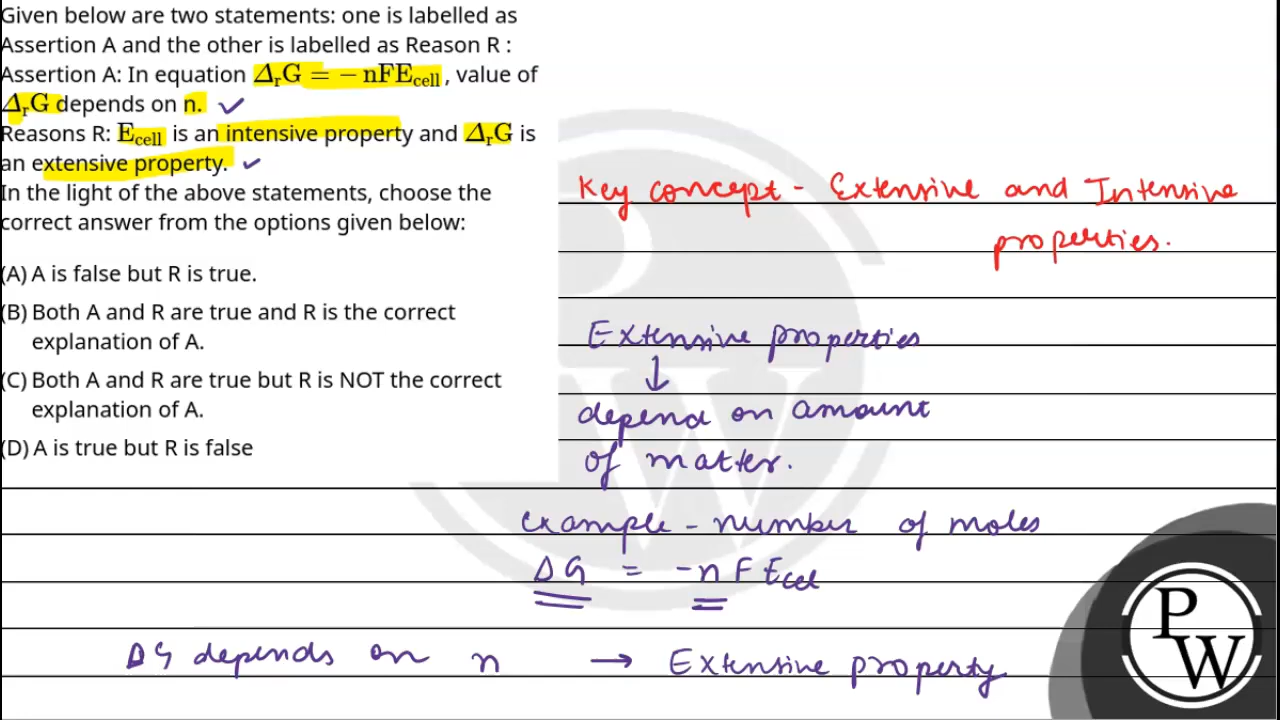 Given below are two statements: one is labelled as
Assertion A and the other is labelled as Reason R :
Assertion A: In equation Δ_rG = − nFE_cell, value of
Δ_rG depends on n.
Reasons R: E_cell is an intensive property and Δ_rG is
an extensive property.
In the light of the above statements, choose the
correct answer from the options given below:
(A) A is false but R is true.
(B) Both A and R are true and R is the correct
explanation of A.
(C) Both A and R are true but R is NOT the correct
explanation of A.
(D) A is true but R is false
Key concept - Extensive and Intensive
properties.
Extensive properties
↓
depend on amount
of matter.
example - number of moles
ΔG = -nFEcell
ΔG depends on n → Extensive property
PW